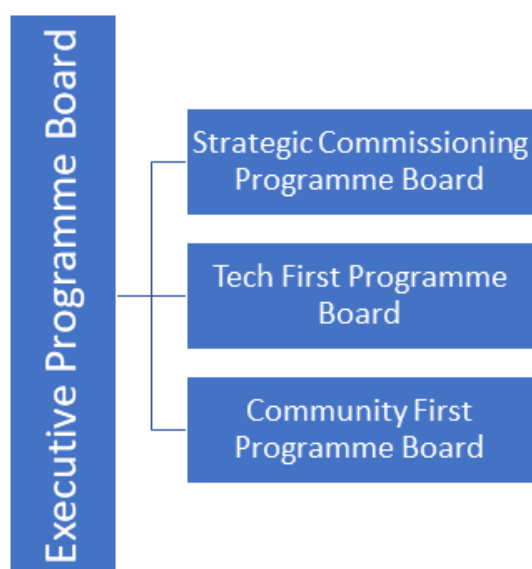 Executive Programme Board
Strategic Commissioning
Programme Board
Tech First Programme
Board
Community First
Programme Board